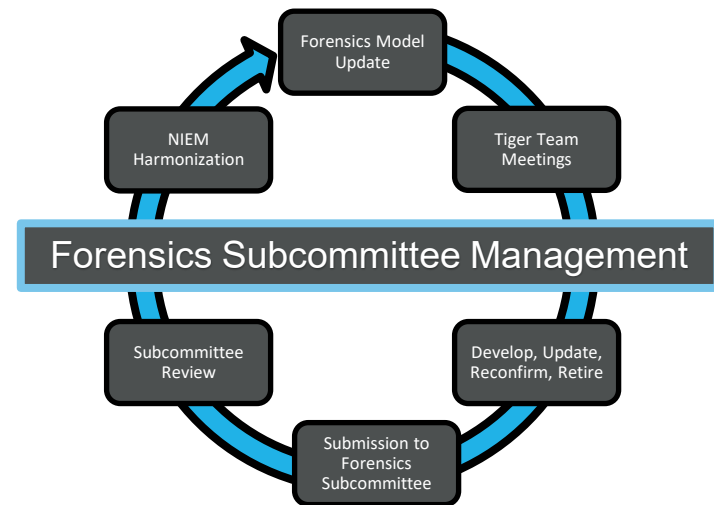 Forensics Model
Update
NIEM
Harmonization
Tiger Team
Meetings
Forensics Subcommittee Management
Subcommittee
Review
Develop, Update,
Reconfirm, Retire
Submission to
Forensics
Subcommittee